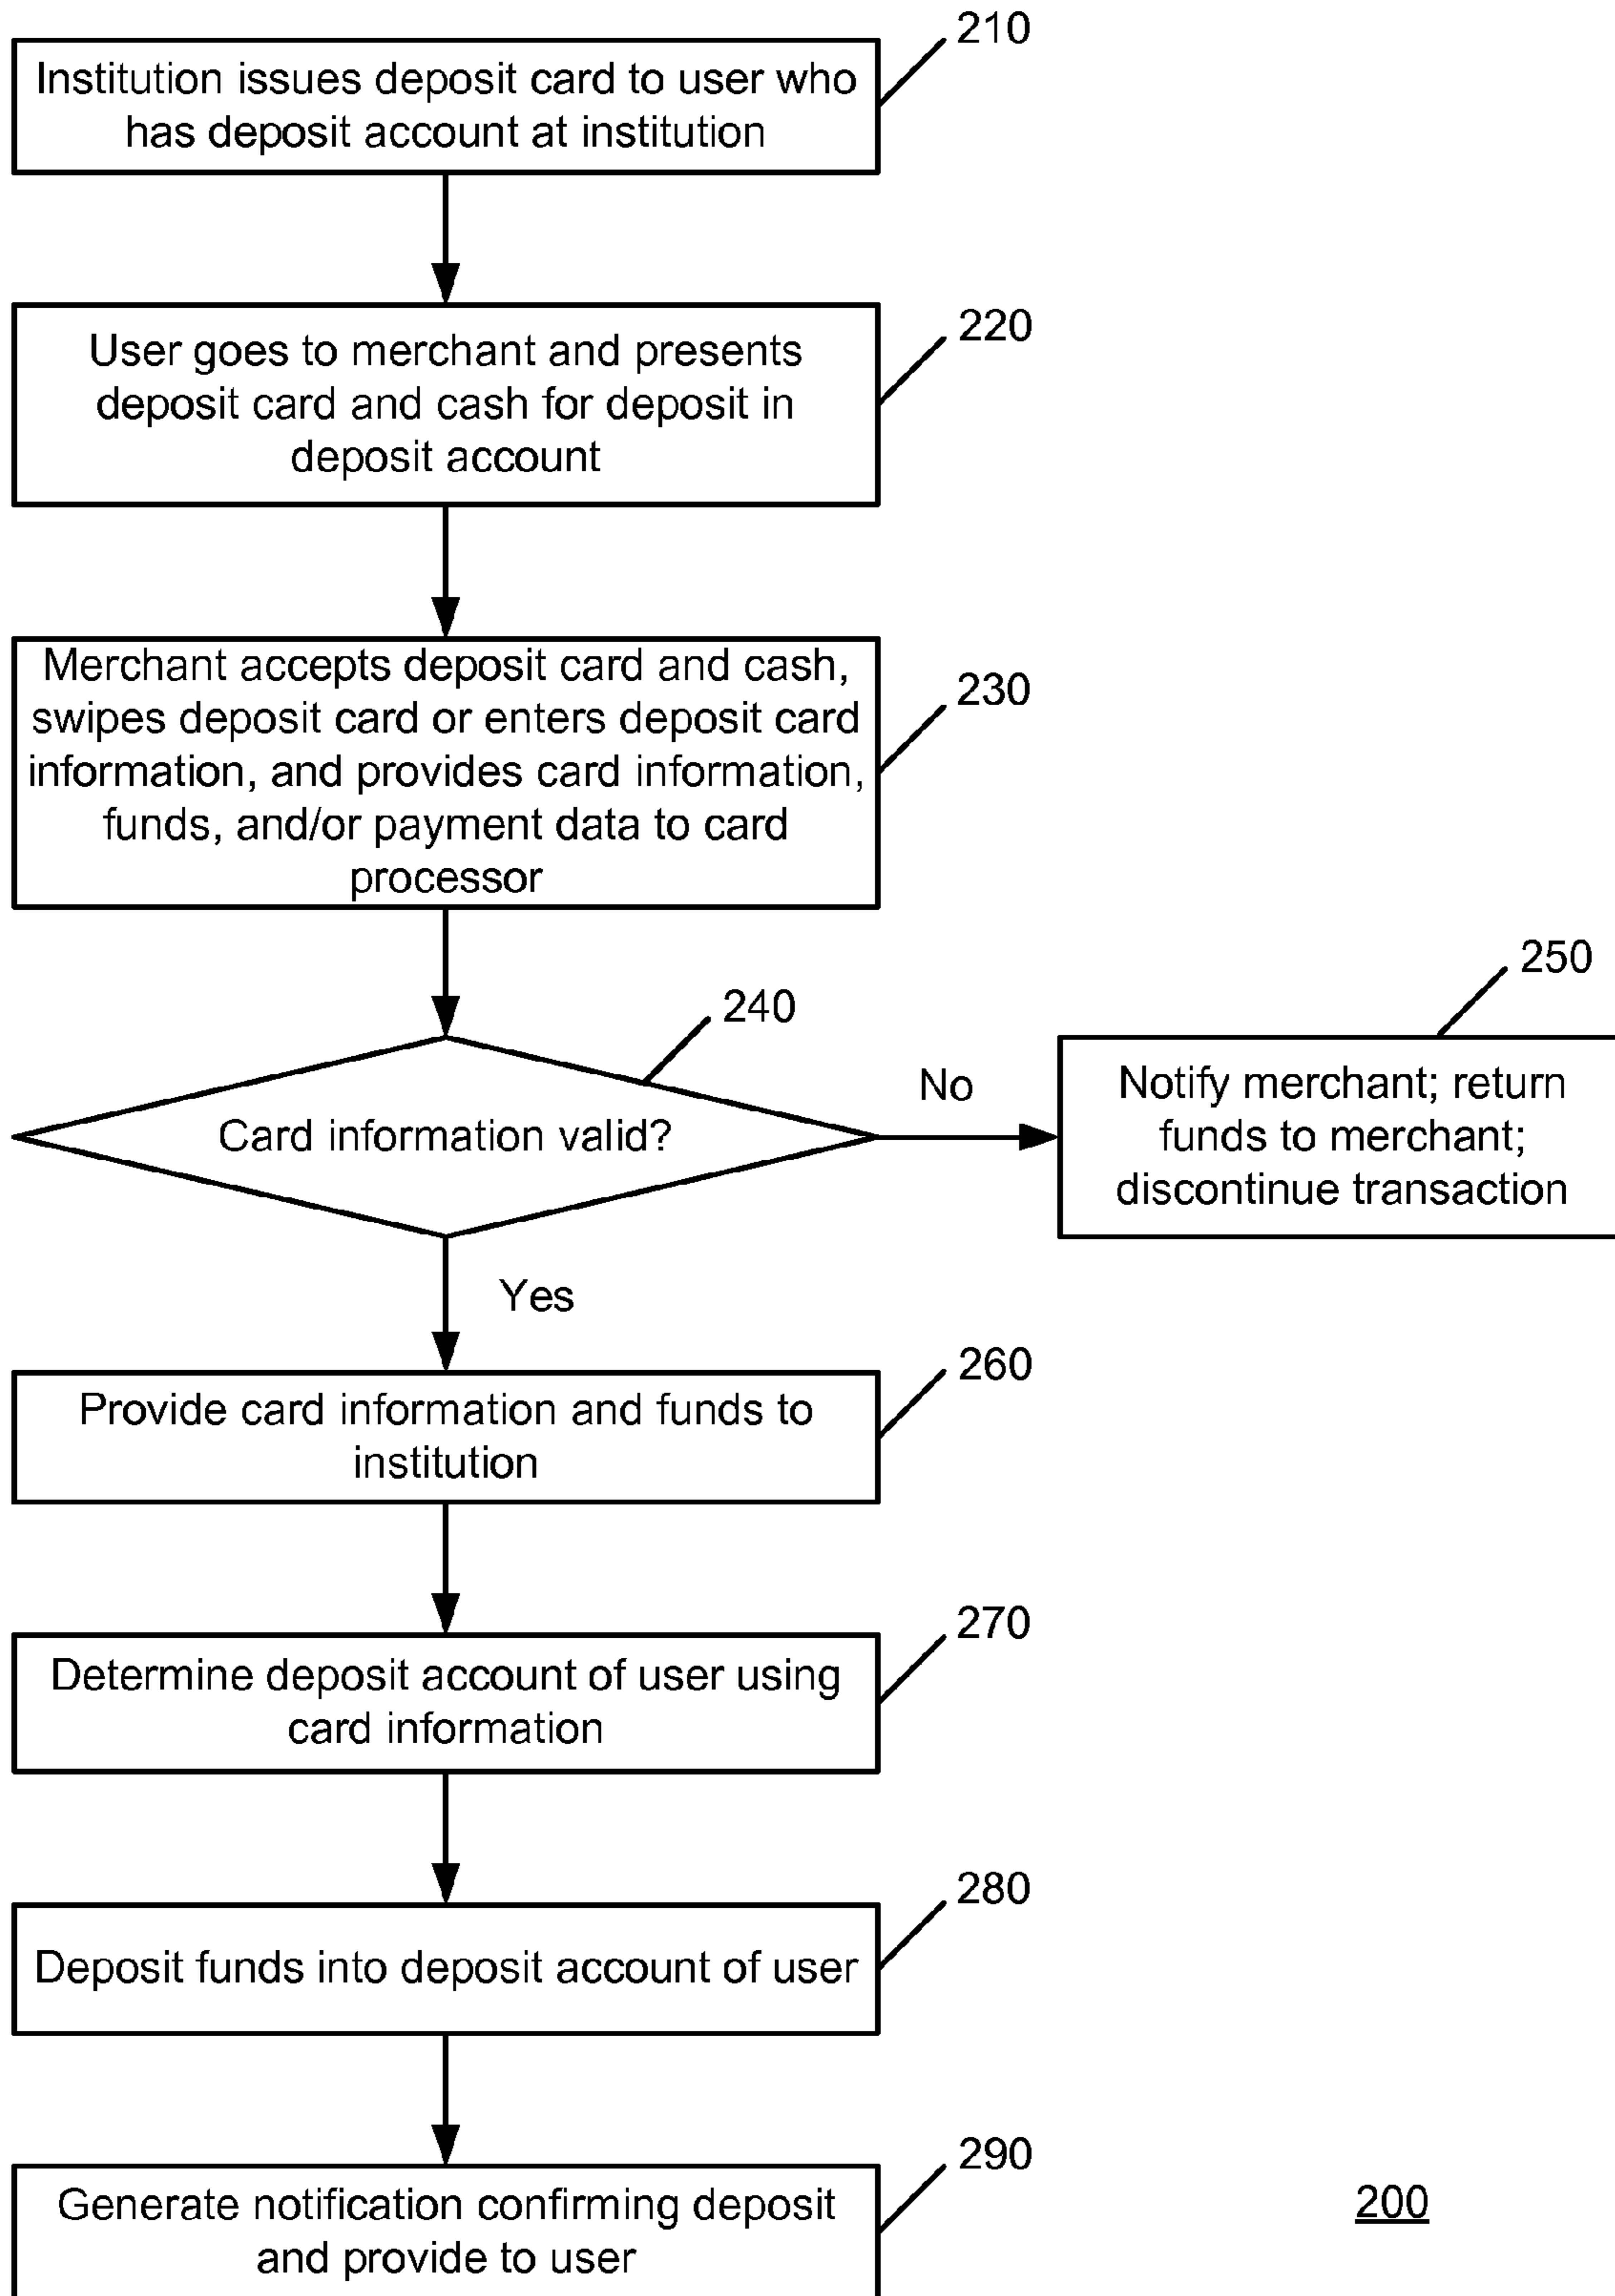 210
Institution issues deposit card to user who
has deposit account at institution
220
User goes to merchant and presents
deposit card and cash for deposit in
deposit account
230
Merchant accepts deposit card and cash,
swipes deposit card or enters deposit card
information, and provides card information,
funds, and/or payment data to card
processor
240
Card information valid?
No
250
Notify merchant; return
funds to merchant;
discontinue transaction
Yes
260
Provide card information and funds to
institution
270
Determine deposit account of user using
card information
280
Deposit funds into deposit account of user
290
Generate notification confirming deposit
and provide to user
200